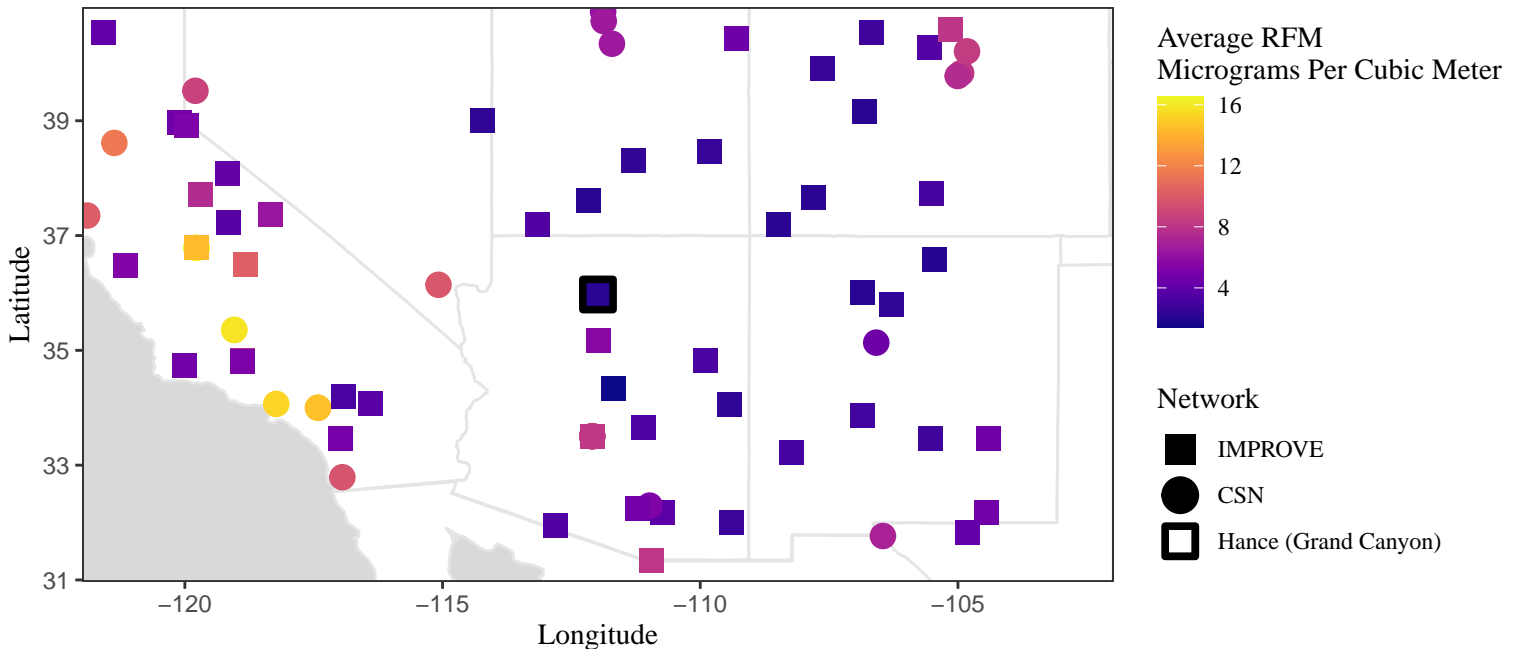 39
37
35
33
31
Latitude
−120
−115
−110
−105
Longitude
Average RFM
Micrograms Per Cubic Meter
16
12
8
4
Network
IMPROVE
CSN
Hance (Grand Canyon)